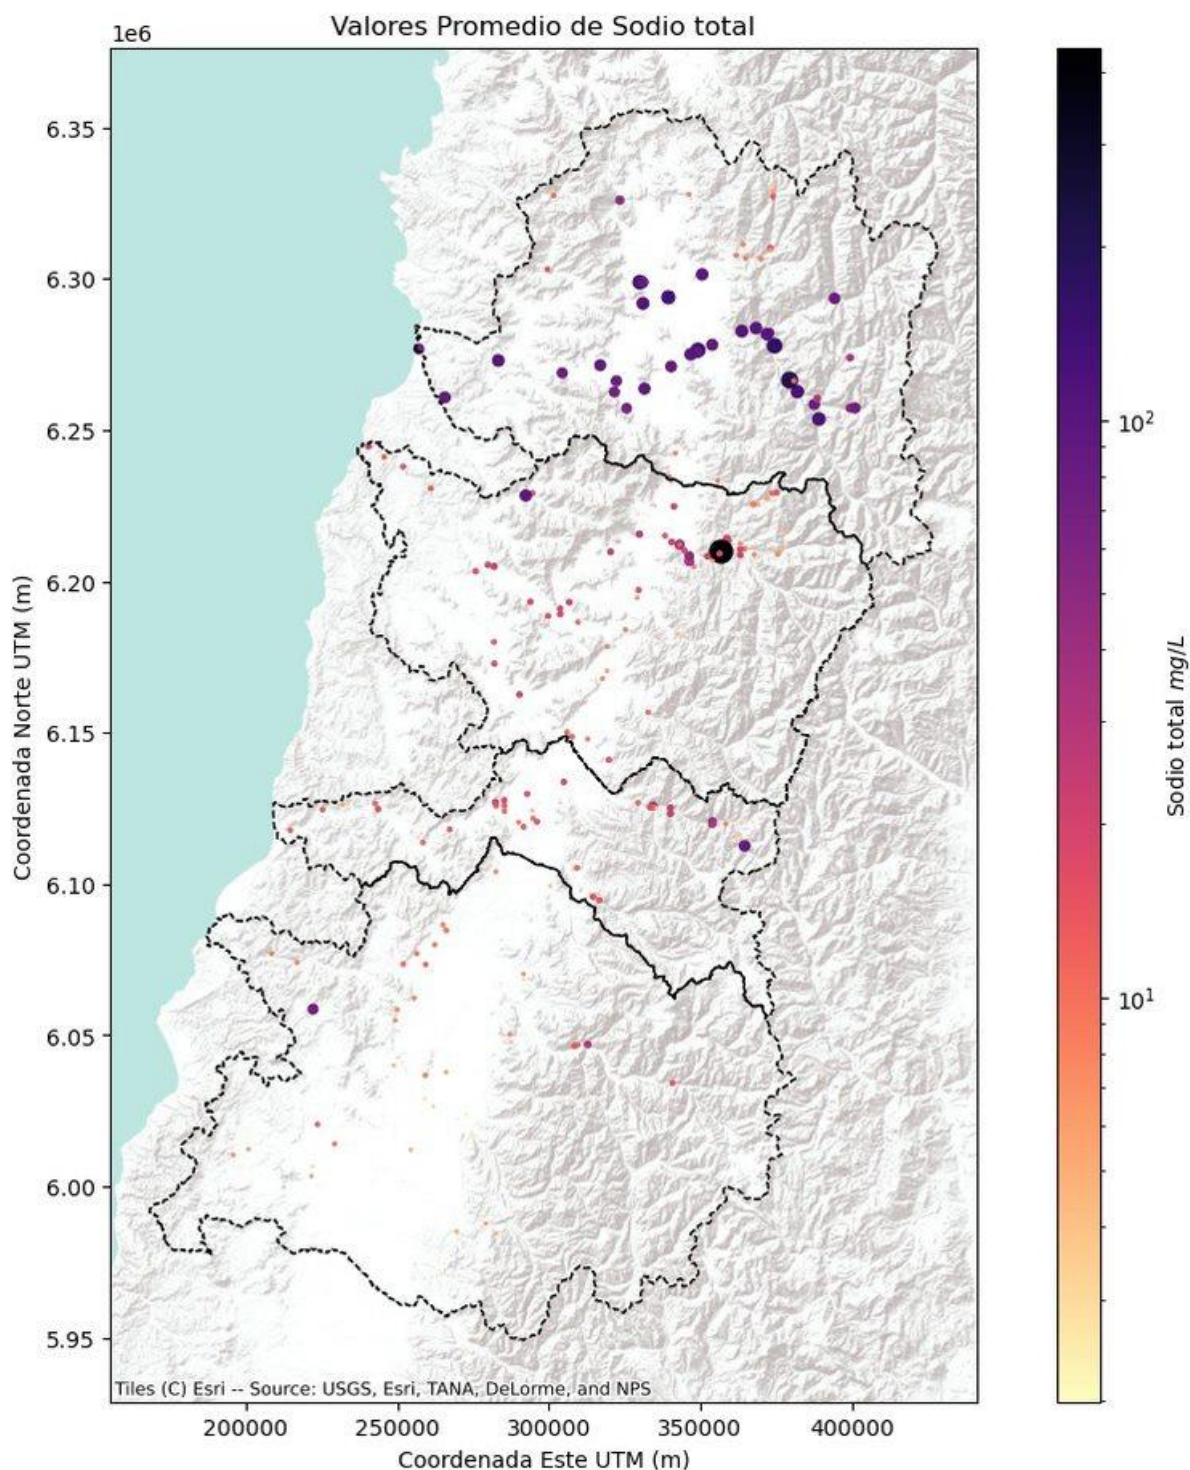 Valores Promedio de Sodio total
1e6
6.35
6.30
6.25
6.20
6.15
6.10
6.05
6.00
5.95
Coordenada Norte UTM (m)
Tiles (C) Esri -- Source: USGS, Esri, TANA, DeLorme, and NPS
200000 250000 300000 350000 400000
Coordenada Este UTM (m)
10²
10¹
Sodio total mg/L